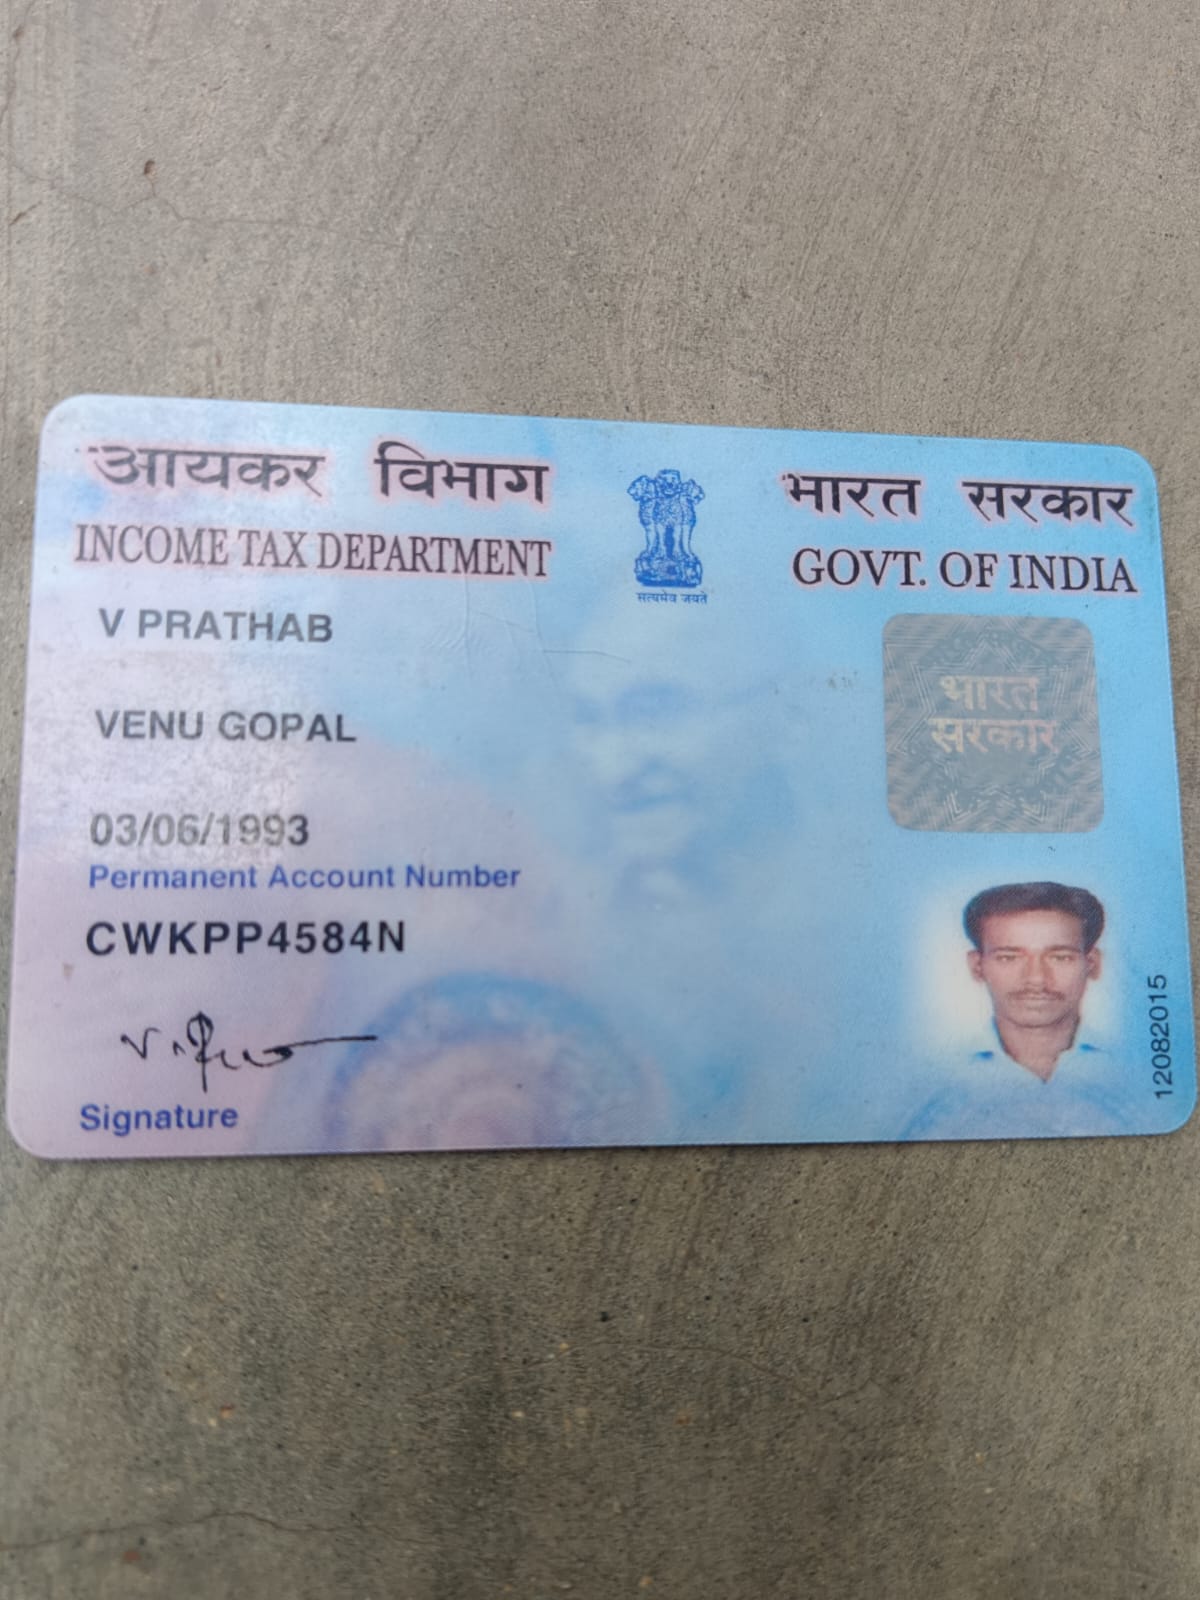 आयकर विभाग
INCOME TAX DEPARTMENT
भारत सरकार
GOVT. OF INDIA
सत्यमेव जयते
V PRATHAB
VENU GOPAL
03/06/1993
Permanent Account Number
CWKPP4584N
Signature
भारत
सरकार
12082015